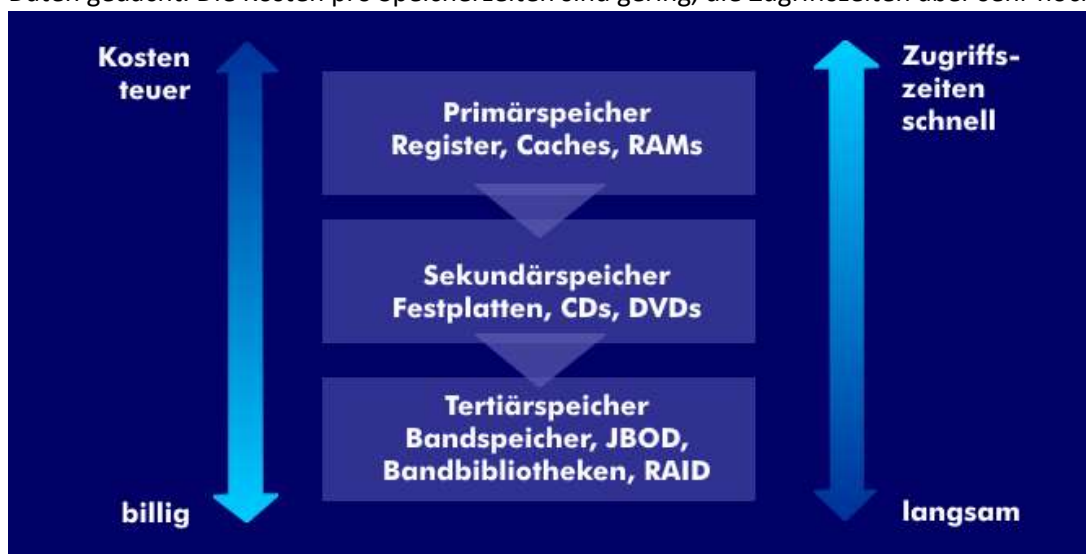 Daten gedacht. Die Kosten pro Speicherzeiten sind gering, die Zugriffszeiten aber sehr hoch
Kosten
teuer
Zugriffs-
zeiten
schnell
Primärspeicher
Register, Caches, RAMs
Sekundärspeicher
Festplatten, CDs, DVDs
Tertiärspeicher
Bandspeicher, JBOD,
Bandbibliotheken, RAID
billig
langsam